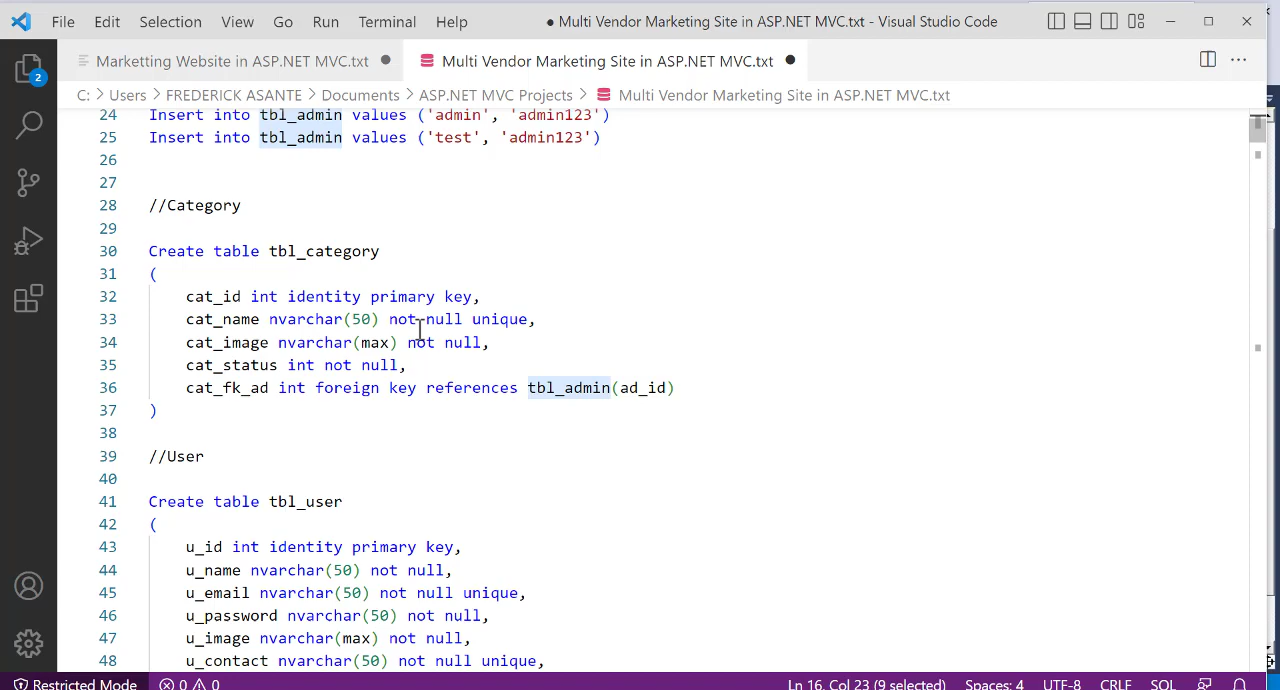 File Edit Selection View Go Run Terminal Help ● Multi Vendor Marketing Site in ASP.NET MVC.txt - Visual Studio Code
Marketting Website in ASP.NET MVC.txt Multi Vendor Marketing Site in ASP.NET MVC.txt
C: > Users > FREDERICK ASANTE > Documents > ASP.NET MVC Projects > Multi Vendor Marketing Site in ASP.NET MVC.txt
2
24 Insert into tbl_admin values ('admin', 'admin123')
25 Insert into tbl_admin values ('test', 'admin123')
26
27
28 //Category
29
30 Create table tbl_category
31 (
32 cat_id int identity primary key,
33 cat_name nvarchar(50) not null unique,
34 cat_image nvarchar(max) not null,
35 cat_status int not null,
36 cat_fk_ad int foreign key references tbl_admin(ad_id)
37 )
38
39 //User
40
41 Create table tbl_user
42 (
43 u_id int identity primary key,
44 u_name nvarchar(50) not null,
45 u_email nvarchar(50) not null unique,
46 u_password nvarchar(50) not null,
47 u_image nvarchar(max) not null,
48 u_contact nvarchar(50) not null unique,
Restricted Mode 0 0 Ln 16, Col 23 (9 selected) Spaces: 4 UTF-8 CRLF SQL